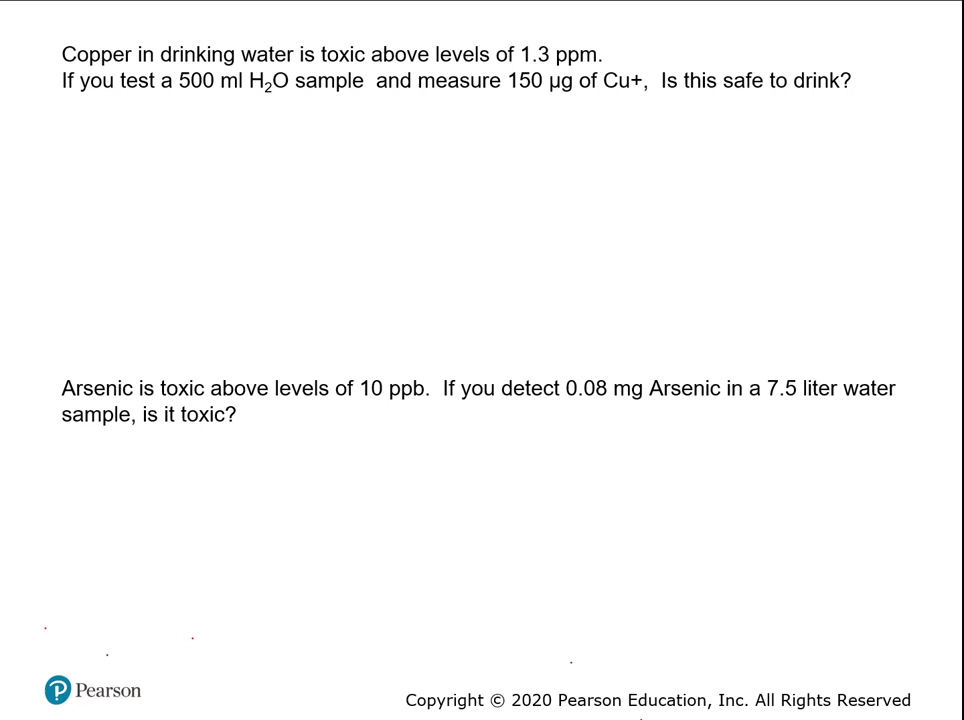 Copper in drinking water is toxic above levels of 1.3 ppm.
If you test a 500 ml H₂O sample  and measure 150 µg of Cu+,  Is this safe to drink?
Arsenic is toxic above levels of 10 ppb.  If you detect 0.08 mg Arsenic in a 7.5 liter water
sample, is it toxic?
P Pearson
Copyright © 2020 Pearson Education, Inc. All Rights Reserved